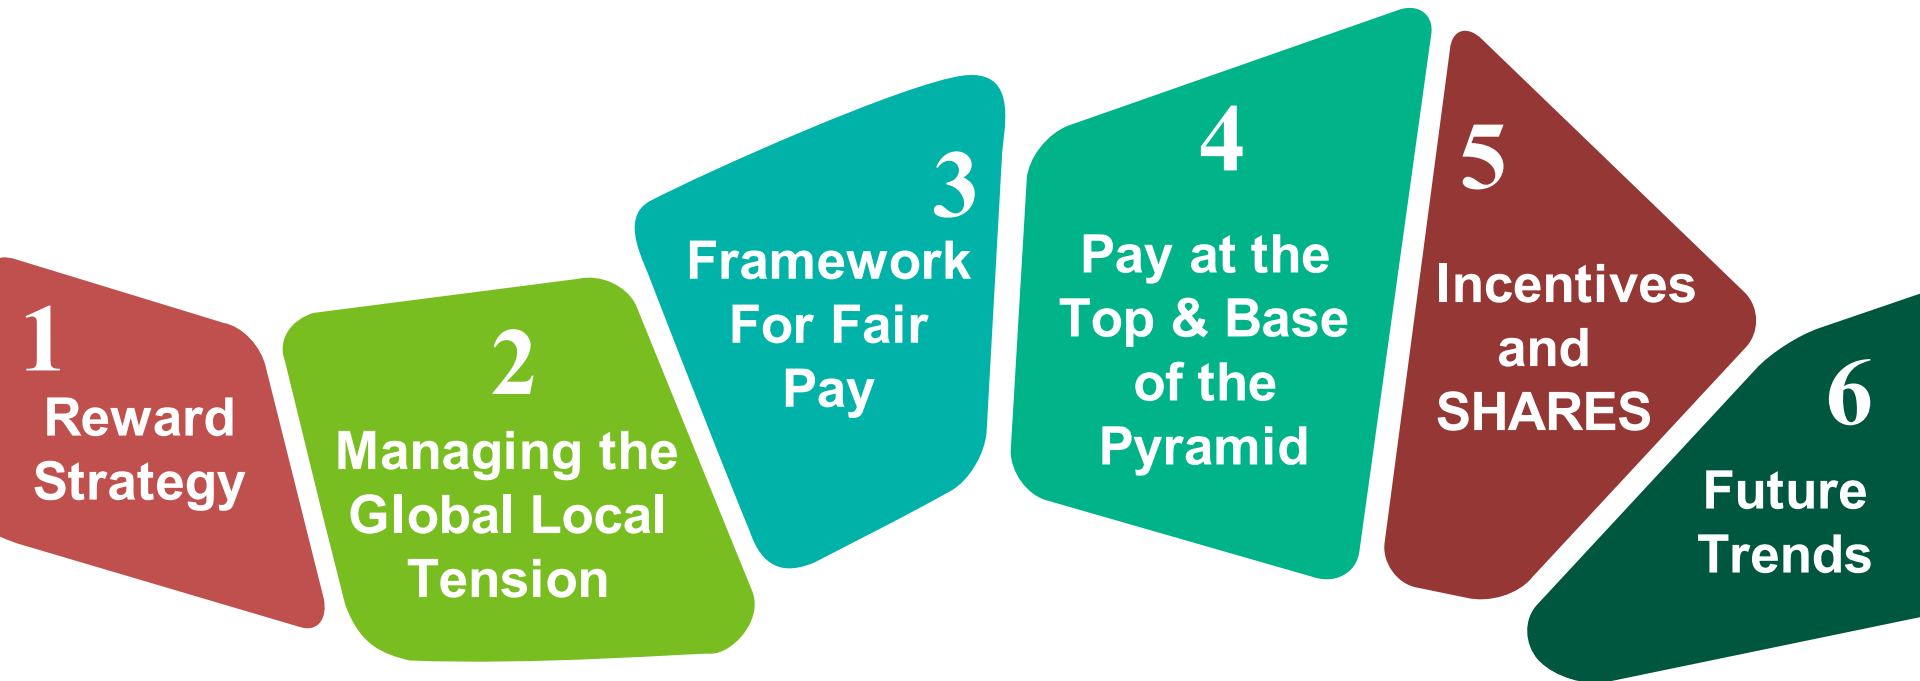 1
Reward
Strategy
2
Managing the
Global Local
Tension
3
Framework
For Fair
Pay
4
Pay at the
Top & Base
of the
Pyramid
5
Incentives
and
SHARES
6
Future
Trends